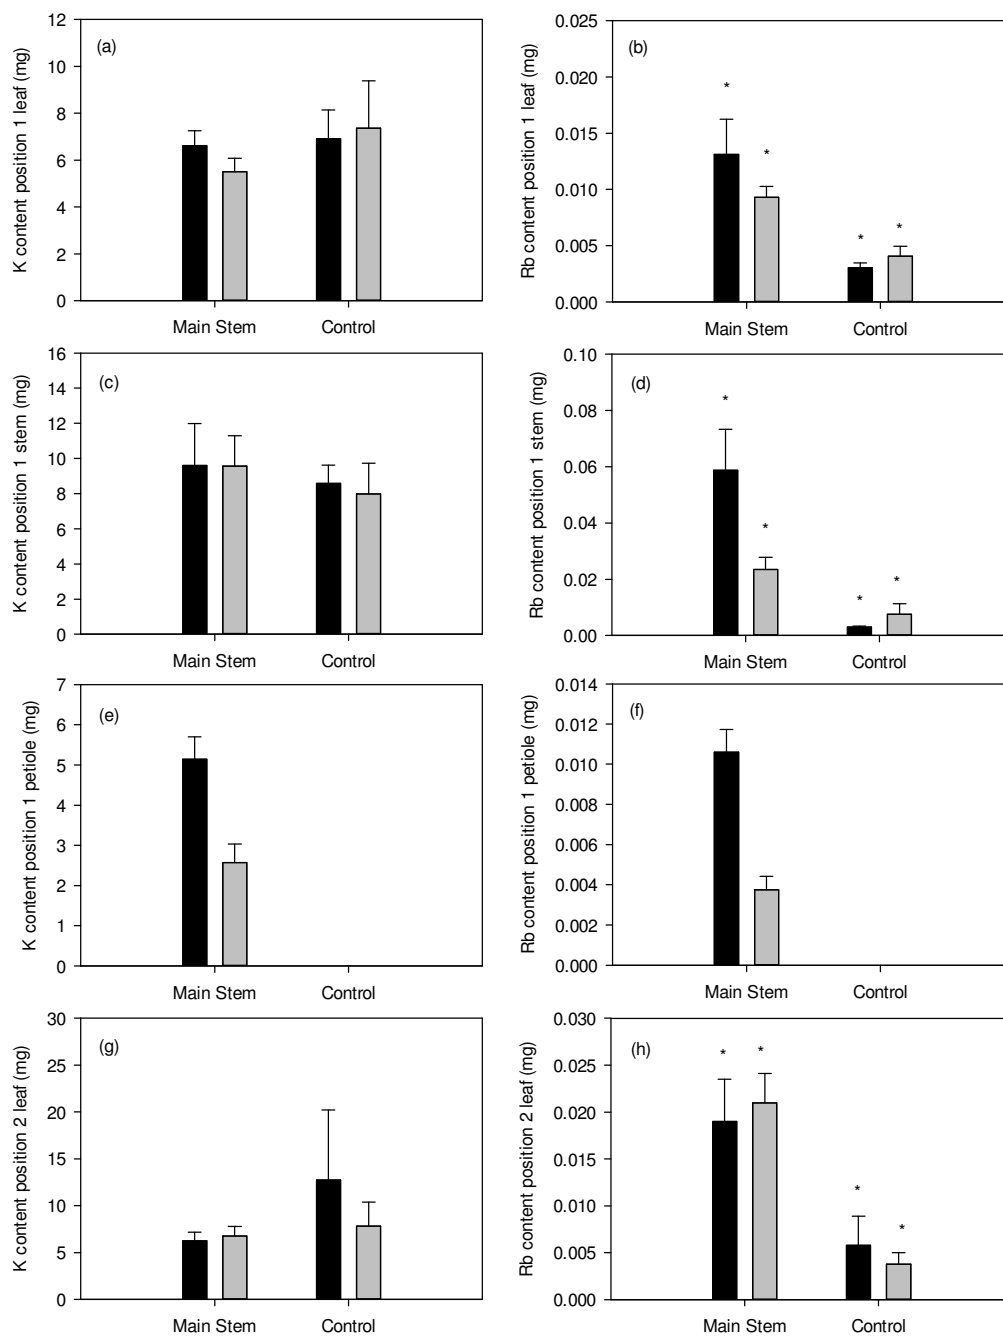 K content position 1 leaf (mg)
12
10
8
6
4
2
0
(a)
Main Stem Control
Rb content position 1 leaf (mg)
0.025
0.020
0.015
0.010
0.005
0.000
(b)
* * * *
Main Stem Control
K content position 1 stem (mg)
16
14
12
10
8
6
4
2
0
(c)
Main Stem Control
Rb content position 1 stem (mg)
0.10
0.08
0.06
0.04
0.02
0.00
(d)
* * * *
Main Stem Control
K content position 1 petiole (mg)
7
6
5
4
3
2
1
0
(e)
Main Stem Control
Rb content position 1 petiole (mg)
0.014
0.012
0.010
0.008
0.006
0.004
0.002
0.000
(f)
Main Stem Control
K content position 2 leaf (mg)
30
25
20
15
10
5
0
(g)
Main Stem Control
Rb content position 2 leaf (mg)
0.030
0.025
0.020
0.015
0.010
0.005
0.000
(h)
* * * *
Main Stem Control